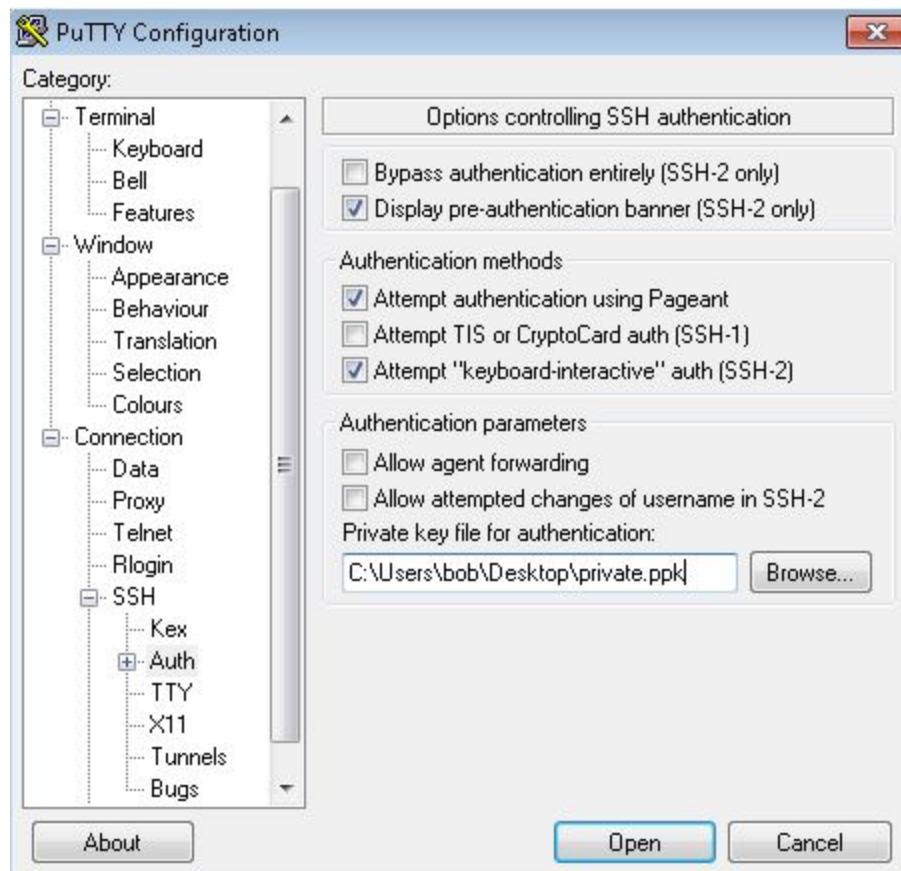 PuTTY Configuration
Category:
Terminal
Keyboard
Bell
Features
Window
Appearance
Behaviour
Translation
Selection
Colours
Connection
Data
Proxy
Telnet
Rlogin
SSH
Kex
Auth
TTY
X11
Tunnels
Bugs
Options controlling SSH authentication
Bypass authentication entirely (SSH-2 only)
Display pre-authentication banner (SSH-2 only)
Authentication methods
Attempt authentication using Pageant
Attempt TIS or CryptoCard auth (SSH-1)
Attempt "keyboard-interactive" auth (SSH-2)
Authentication parameters
Allow agent forwarding
Allow attempted changes of username in SSH-2
Private key file for authentication:
C:\Users\bob\Desktop\private.ppk
Browse...
About
Open
Cancel